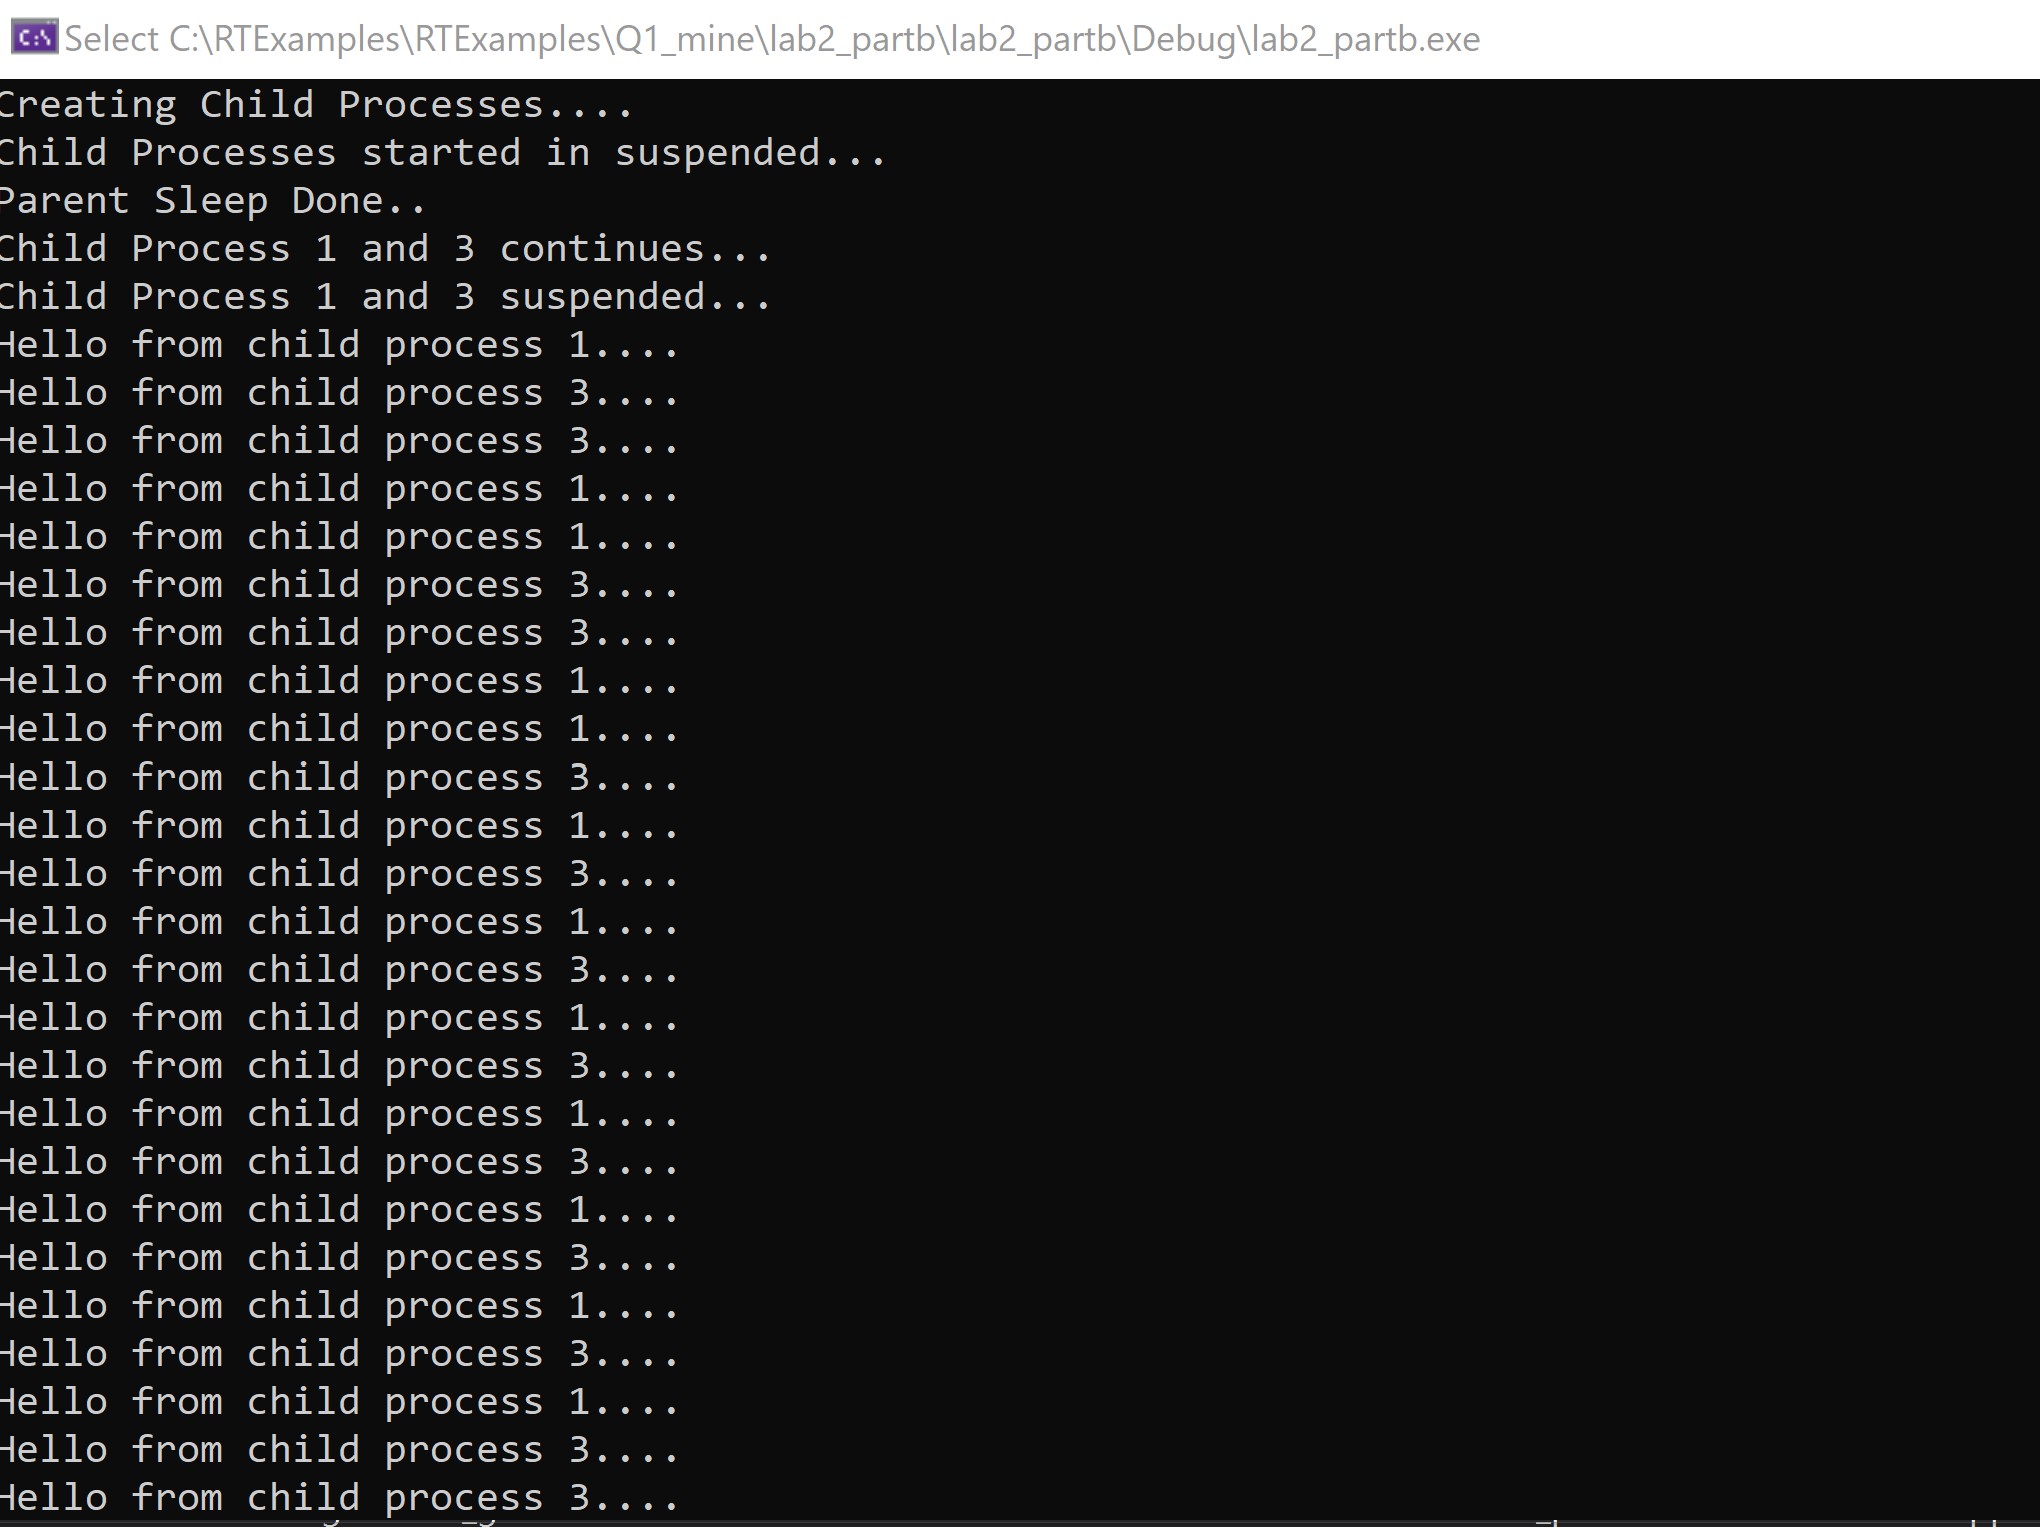 Select C:\RTExamples\RTExamples\Q1_mine\lab2_partb\lab2_partb\Debug\lab2_partb.exe
Creating Child Processes....
Child Processes started in suspended...
Parent Sleep Done..
Child Process 1 and 3 continues...
Child Process 1 and 3 suspended...
Hello from child process 1....
Hello from child process 3....
Hello from child process 3....
Hello from child process 1....
Hello from child process 1....
Hello from child process 3....
Hello from child process 3....
Hello from child process 1....
Hello from child process 1....
Hello from child process 3....
Hello from child process 1....
Hello from child process 3....
Hello from child process 1....
Hello from child process 3....
Hello from child process 1....
Hello from child process 3....
Hello from child process 1....
Hello from child process 3....
Hello from child process 1....
Hello from child process 3....
Hello from child process 1....
Hello from child process 3....
Hello from child process 1....
Hello from child process 3....
Hello from child process 3....